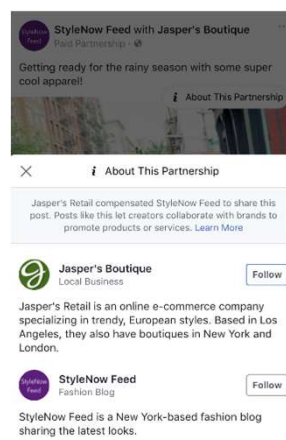 StyleNow Feed
StyleNow Feed with Jasper's Boutique
Paid Partnership ·
Getting ready for the rainy season with some super
cool apparel!
i About This Partnership
i About This Partnership
Jasper's Retail compensated StyleNow Feed to share this
post. Posts like this let creators collaborate with brands to
promote products or services. Learn More
Jasper's Boutique
Local Business
Follow
Jasper's Retail is an online e-commerce company
specializing in trendy, European styles. Based in Los
Angeles, they also have boutiques in New York and
London.
StyleNow Feed
StyleNow Feed
Fashion Blog
Follow
StyleNow Feed is a New York-based fashion blog
sharing the latest looks.